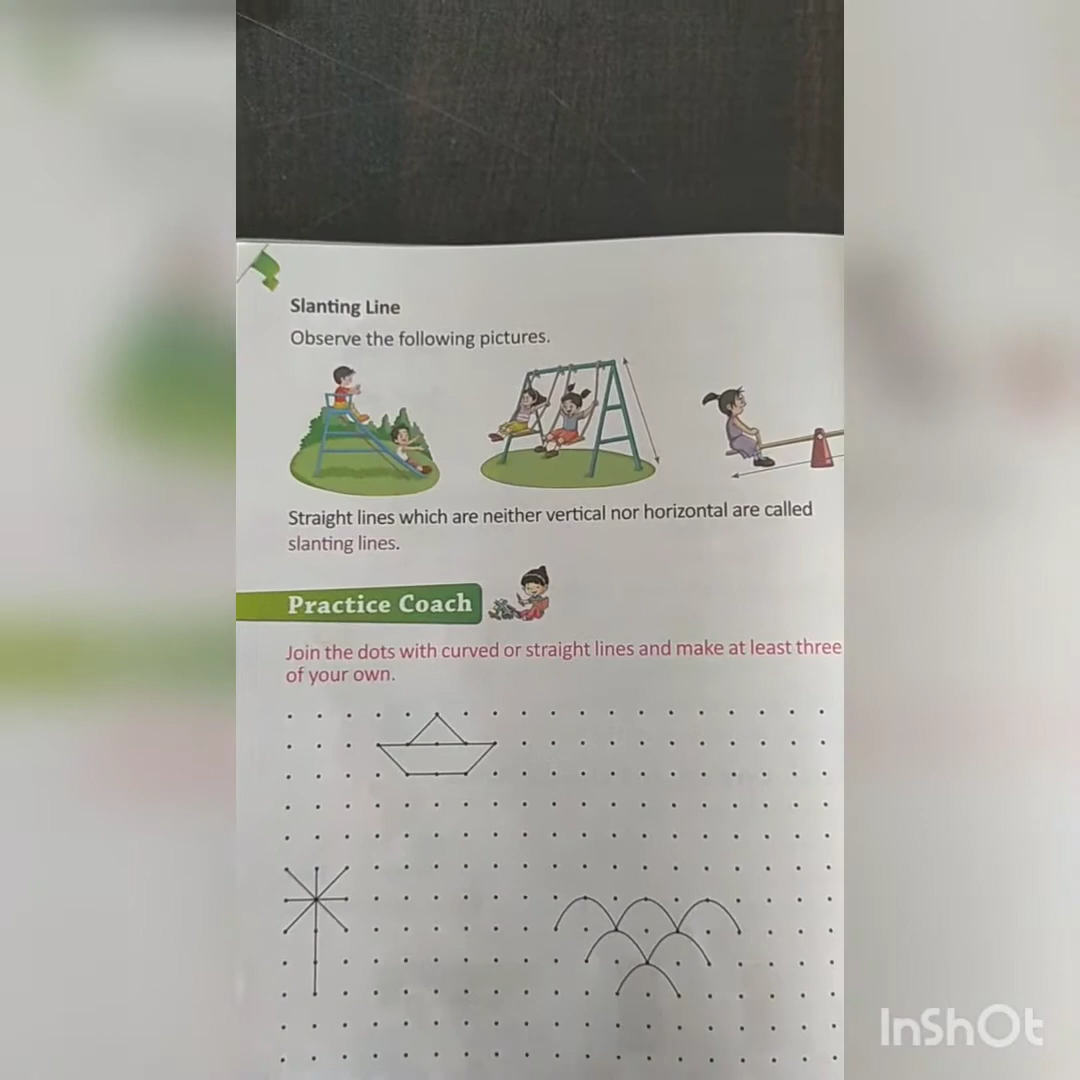 Slanting Line
Observe the following pictures.
Straight lines which are neither vertical nor horizontal are called
slanting lines.
Practice Coach
Join the dots with curved or straight lines and make at least three
of your own.
InShOt